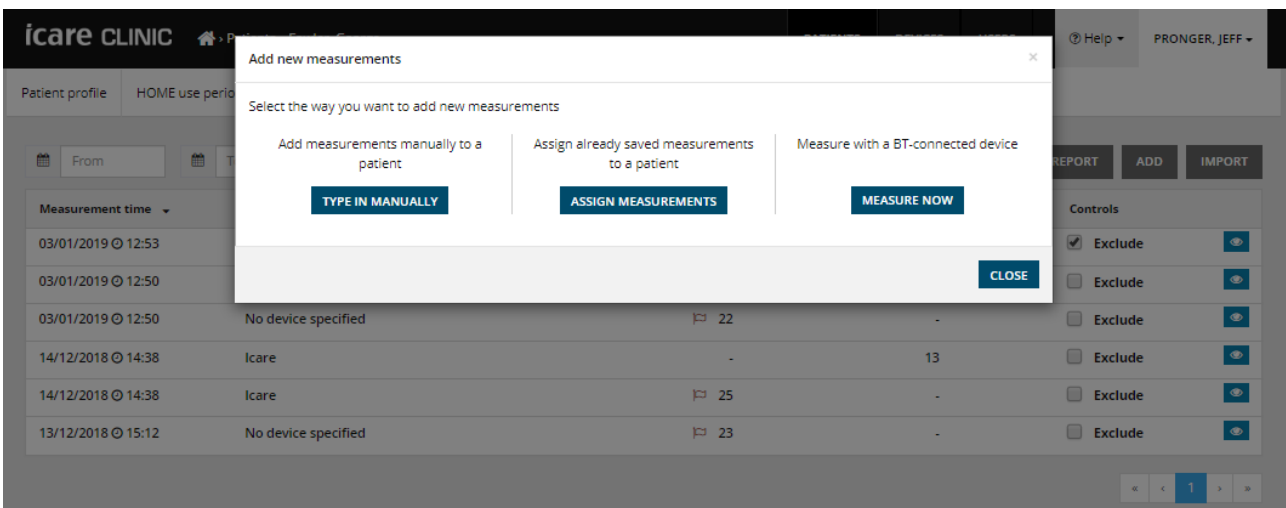 icare CLINIC
Help
PRONGER, JEFF
Add new measurements
Patient profile
HOME use perio
Select the way you want to add new measurements
Add measurements manually to a
patient
TYPE IN MANUALLY
Assign already saved measurements
to a patient
ASSIGN MEASUREMENTS
Measure with a BT-connected device
MEASURE NOW
CLOSE
From
REPORT
ADD
IMPORT
Measurement time
Controls
03/01/2019 12:53
Exclude
03/01/2019 12:50
Exclude
03/01/2019 12:50
No device specified
22
-
Exclude
14/12/2018 14:38
Icare
-
13
Exclude
14/12/2018 14:38
Icare
25
-
Exclude
13/12/2018 15:12
No device specified
23
-
Exclude
« ‹ 1 › »